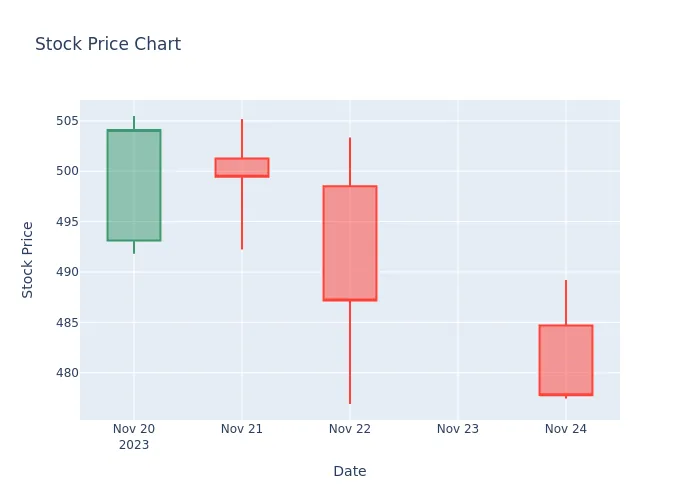 Stock Price Chart
505
500
495
490
485
480
Stock Price
Nov 20
2023
Nov 21
Nov 22
Nov 23
Nov 24
Date